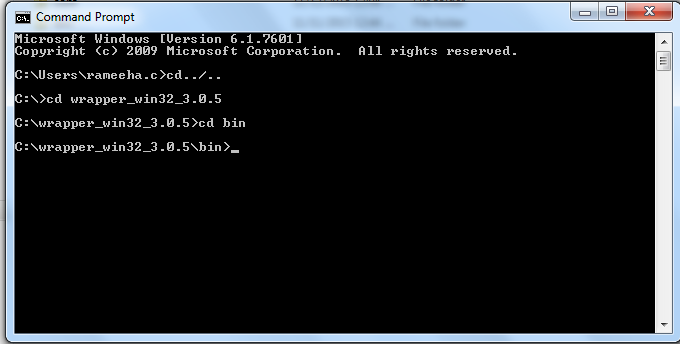 Command Prompt
Microsoft Windows [Version 6.1.7601]
Copyright (c) 2009 Microsoft Corporation.  All rights reserved.
C:\Users\rameeha.c>cd../..
C:\>cd wrapper_win32_3.0.5
C:\wrapper_win32_3.0.5>cd bin
C:\wrapper_win32_3.0.5\bin>_